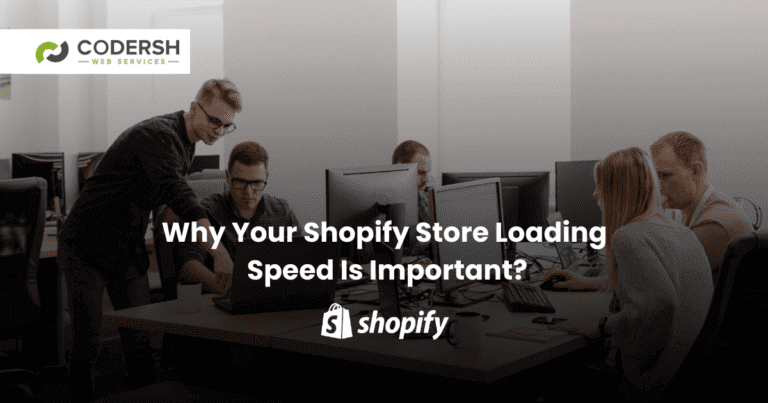 CODERSH
WEB SERVICES
Why Your Shopify Store Loading
Speed Is Important?
shopify